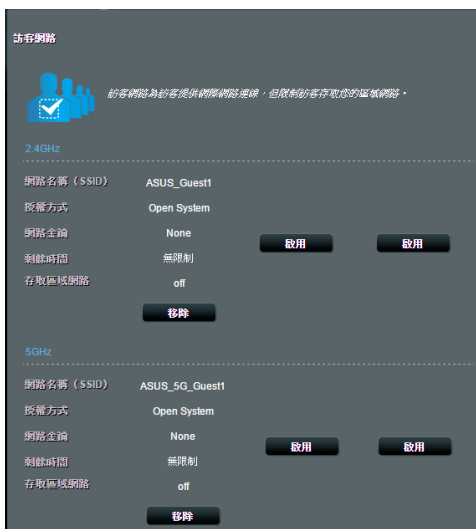 訪客網路
訪客網路為訪客提供網際網路連線，但限制訪客存取您的區域網路。
2.4GHz
網路名稱（SSID） ASUS_Guest1
授權方式 Open System
網路金鑰 None
啟用 啟用
剩餘時間 無限制
存取區域網路 off
移除
5GHz
網路名稱（SSID） ASUS_5G_Guest1
授權方式 Open System
網路金鑰 None
啟用 啟用
剩餘時間 無限制
存取區域網路 off
移除